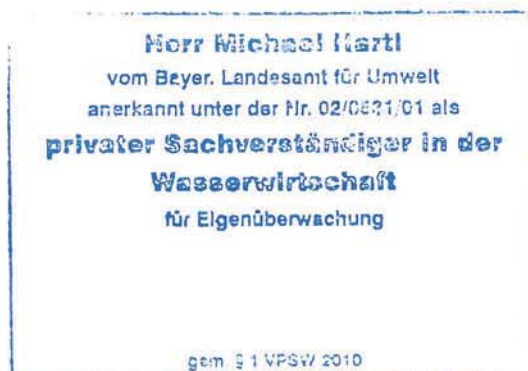 Herr Michael Hartl
vom Bayer. Landesamt für Umwelt
anerkannt unter der Nr. 02/0621/01 als
privater Sachverständiger in der
Wasserwirtschaft
für Eigenüberwachung
gem. § 1 VPSW 2010